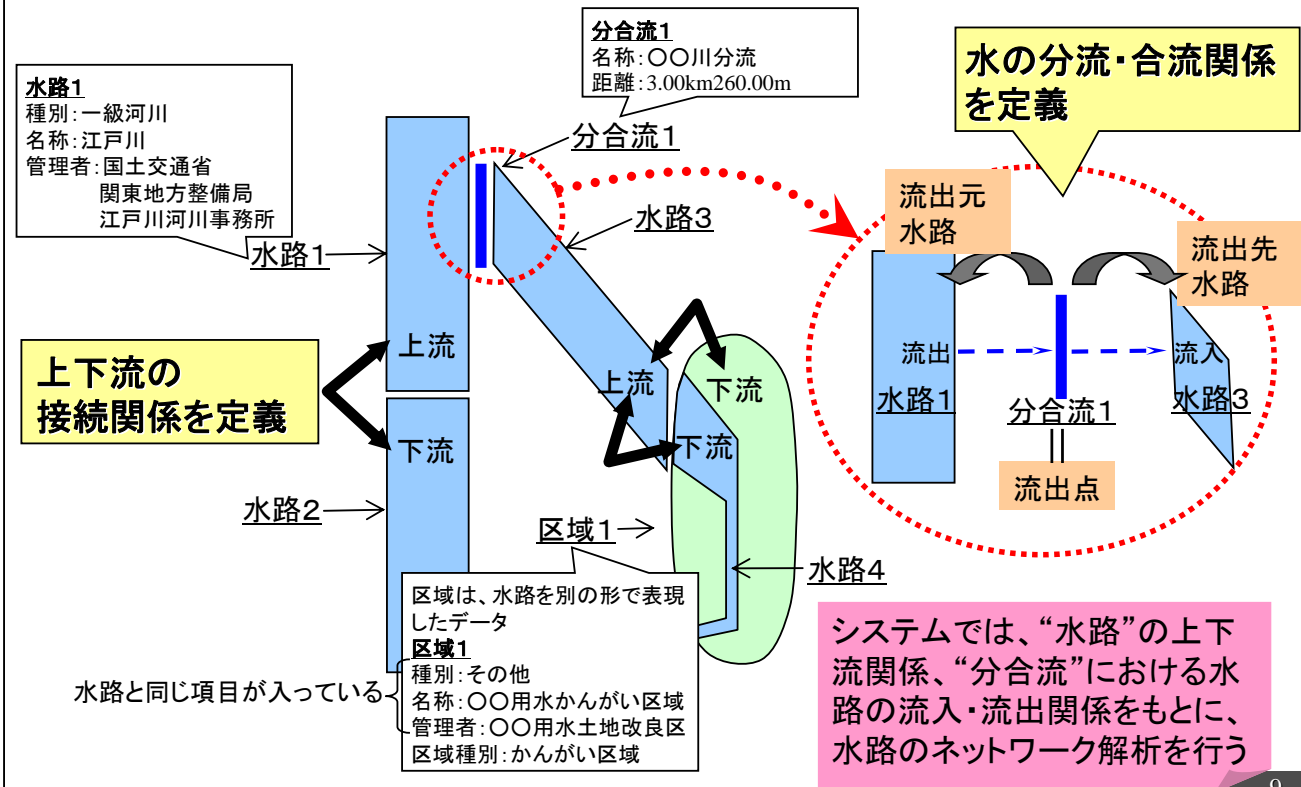 分合流1
名称:〇〇川分流
距離:3.00km260.00m
水の分流・合流関係
を定義
水路1
種別:一級河川
名称:江戸川
管理者:国土交通省
関東地方整備局
江戸川河川事務所
分合流1
水路3
水路1
流出元
水路
流出先
水路
上流
流出
流入
水路1
水路3
分合流1
流出点
上下流の
接続関係を定義
上流
下流
下流
下流
水路2
区域1
水路4
区域は、水路を別の形で表現
したデータ
区域1
種別:その他
名称:〇〇用水かんがい区域
管理者:〇〇用水土地改良区
区域種別:かんがい区域
水路と同じ項目が入っている
システムでは、“水路”の上下
流関係、“分合流”における水
路の流入・流出関係をもとに、
水路のネットワーク解析を行う
9